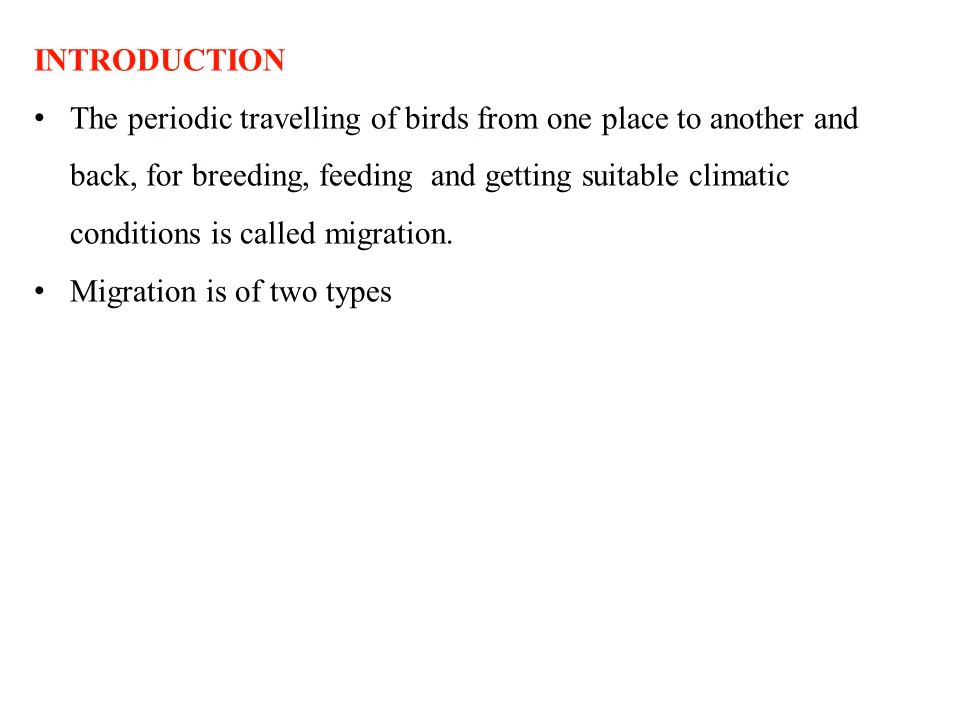 INTRODUCTION
• The periodic travelling of birds from one place to another and
back, for breeding, feeding  and getting suitable climatic
conditions is called migration.
• Migration is of two types